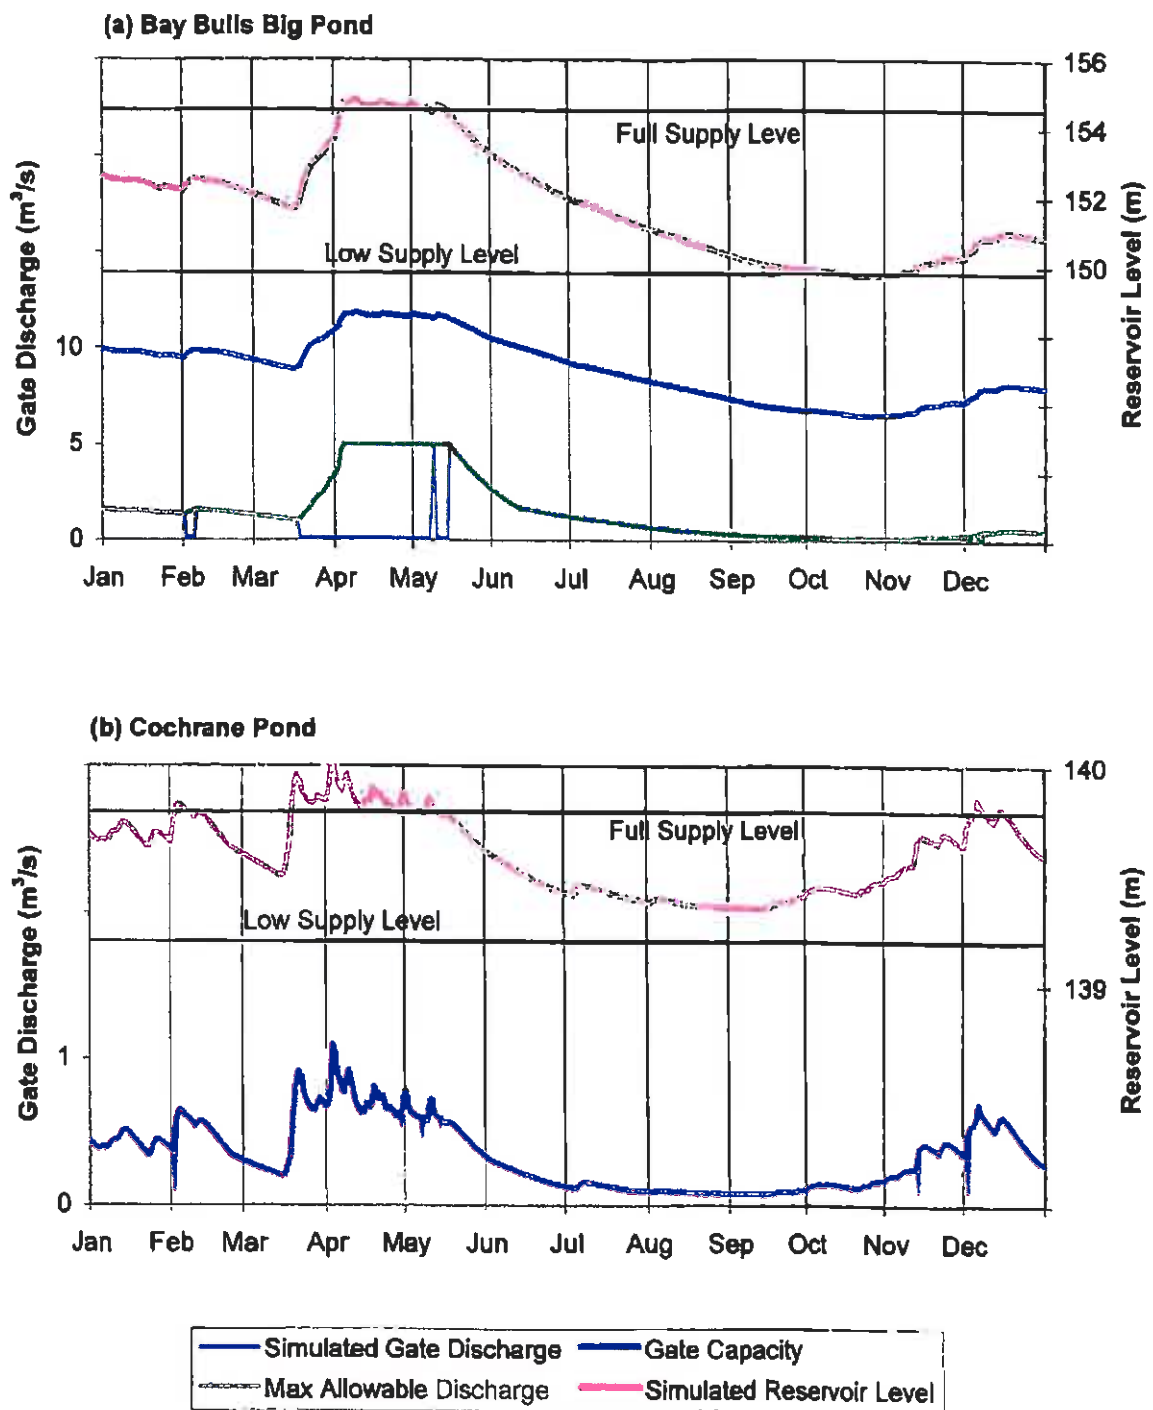 (a) Bay Bulls Big Pond
156
Full Supply Leve
154
152
Low Supply Level
150
10
5
0
Gate Discharge (m³/s)
Reservoir Level (m)
Jan Feb Mar Apr May Jun Jul Aug Sep Oct Nov Dec
(b) Cochrane Pond
140
Full Supply Level
Low Supply Level
139
1
0
Gate Discharge (m³/s)
Reservoir Level (m)
Jan Feb Mar Apr May Jun Jul Aug Sep Oct Nov Dec
Simulated Gate Discharge Gate Capacity
Max Allowable Discharge Simulated Reservoir Level